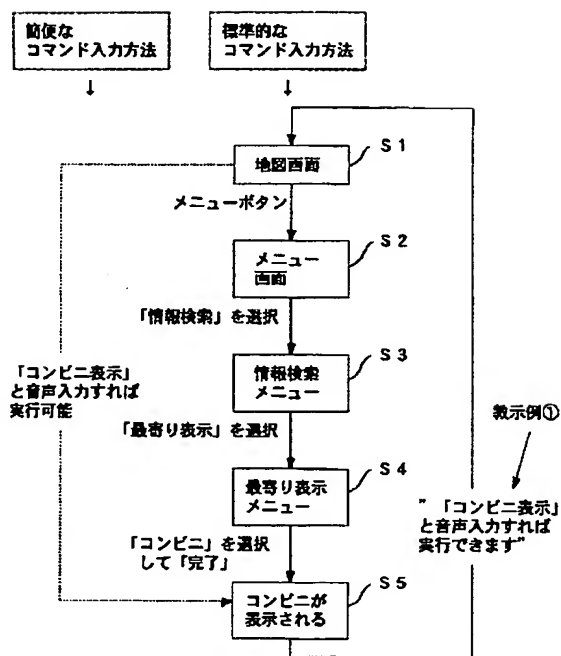 簡便な
コマンド入力方法
標準的な
コマンド入力方法
地図画面
S1
メニューボタン
メニュー
画面
S2
「情報検索」を選択
情報検索
メニュー
S3
「コンビニ表示」
と音声入力すれば
実行可能
「最寄り表示」を選択
教示例①
最寄り表示
メニュー
S4
”「コンビニ表示」
と音声入力すれば
実行できます”
「コンビニ」を選択
して「完了」
コンビニが
表示される
S5